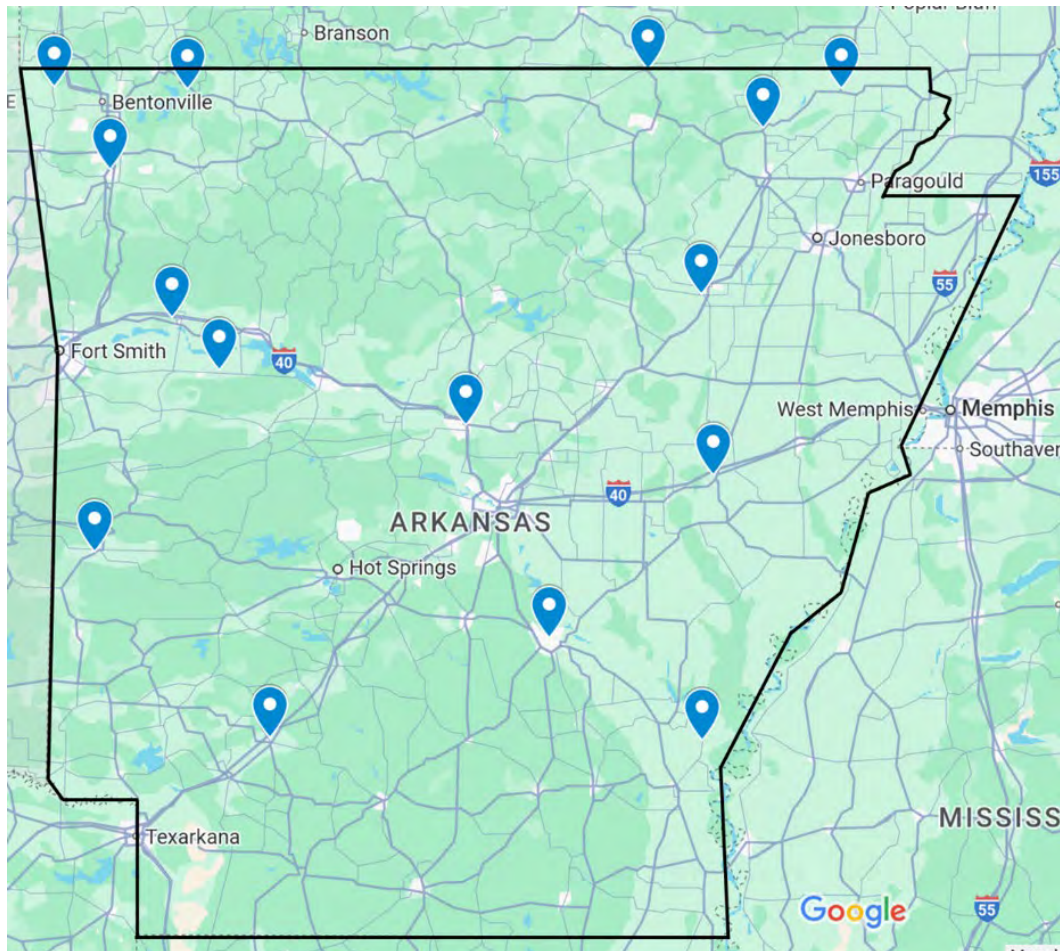 Branson
Bentonville
Paragould
155
Jonesboro
55
Fort Smith
40
West Memphis
Memphis
Southaven
40
ARKANSAS
Hot Springs
MISSISS
Texarkana
Google
55